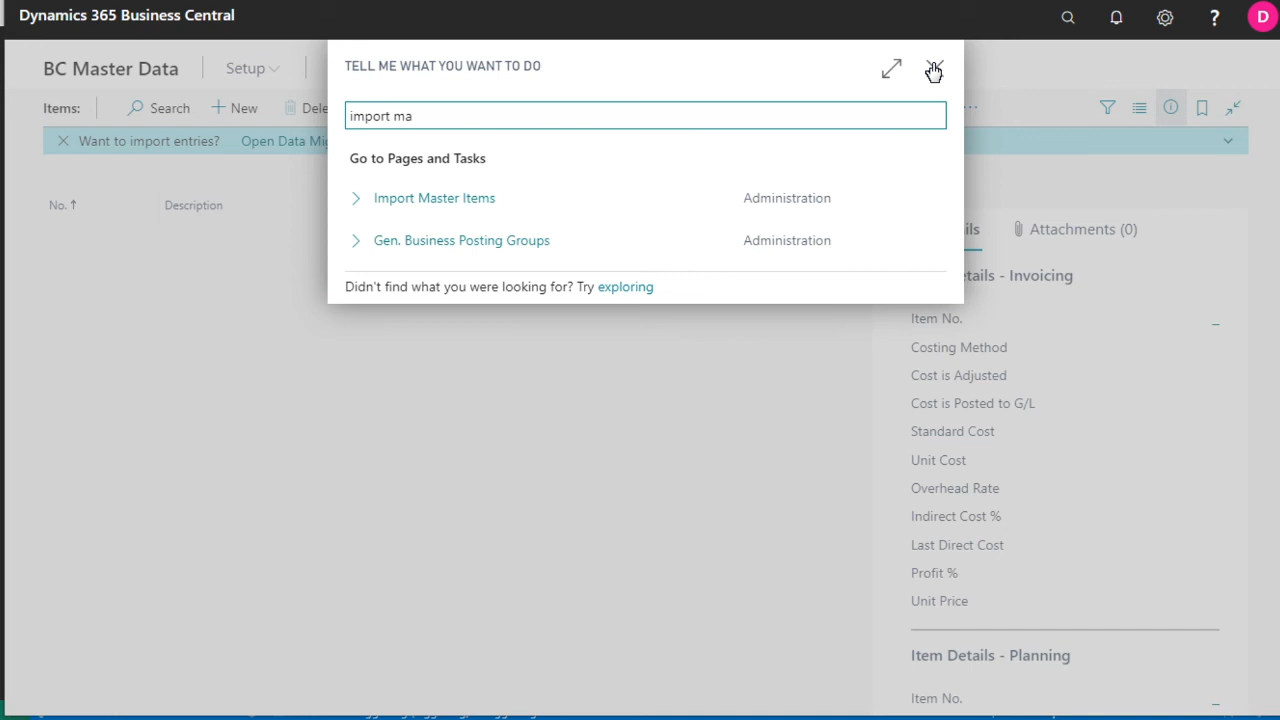 Dynamics 365 Business Central
D
BC Master Data
Setup
TELL ME WHAT YOU WANT TO DO
Items:
Search
New
import ma
Want to import entries?
Open Data
Go to Pages and Tasks
No.
Description
Import Master Items
Administration
Gen. Business Posting Groups
Administration
Didn't find what you were looking for? Try exploring
Attachments (0)
Invoicing
Item No.
Costing Method
Cost is Adjusted
Cost is Posted to G/L
Standard Cost
Unit Cost
Overhead Rate
Indirect Cost %
Last Direct Cost
Profit %
Unit Price
Item Details - Planning
Item No.